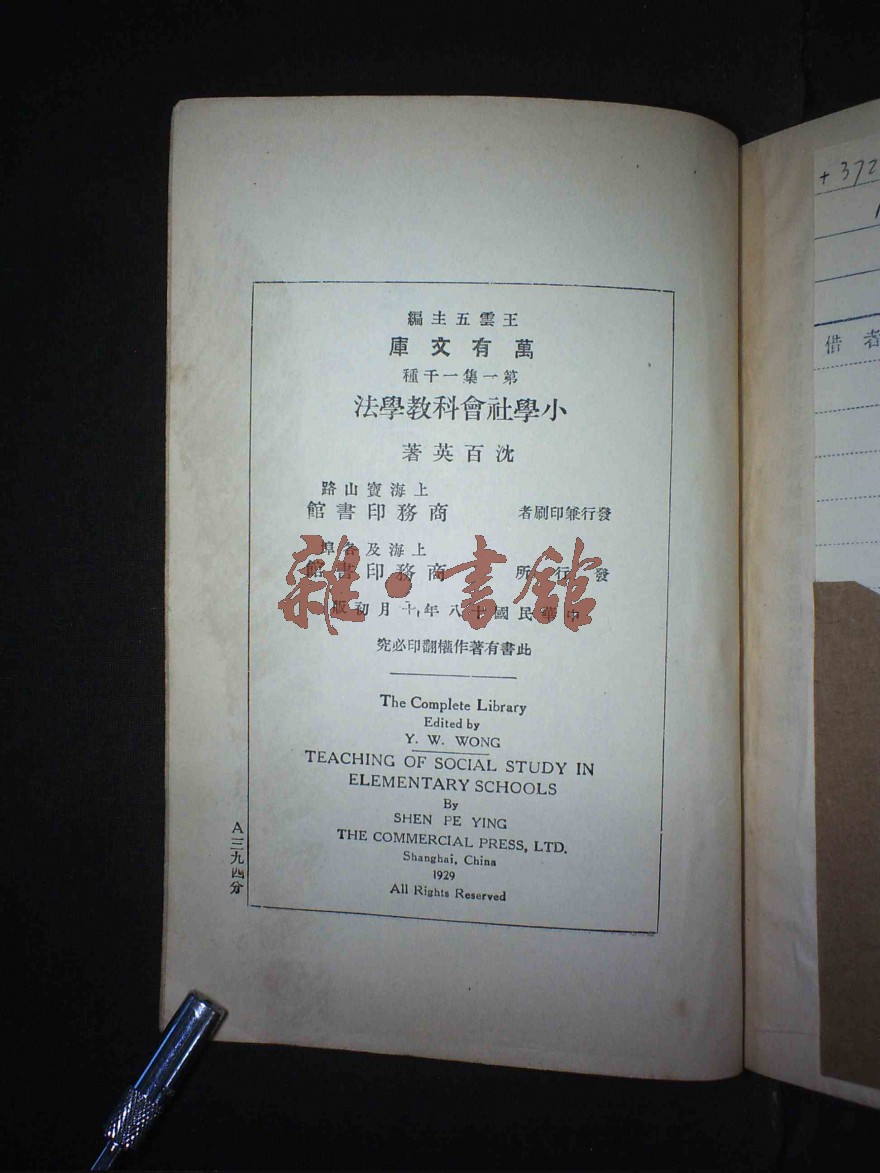 王雲五主編
萬有文庫
第一集一千種
小學社會科教學法
沈百英著
發行兼印刷者
上海寶山路
商務印書館
發行所
上海及各埠
商務印書館
中華民國十八年十月初版
此書有著作權翻印必究
The Complete Library
Edited by
Y. W. WONG
TEACHING OF SOCIAL STUDY IN
ELEMENTARY SCHOOLS
By
SHEN PE YING
THE COMMERCIAL PRESS, LTD.
Shanghai, China
1929
All Rights Reserved
A三九四分
雜·書館
+372
借者